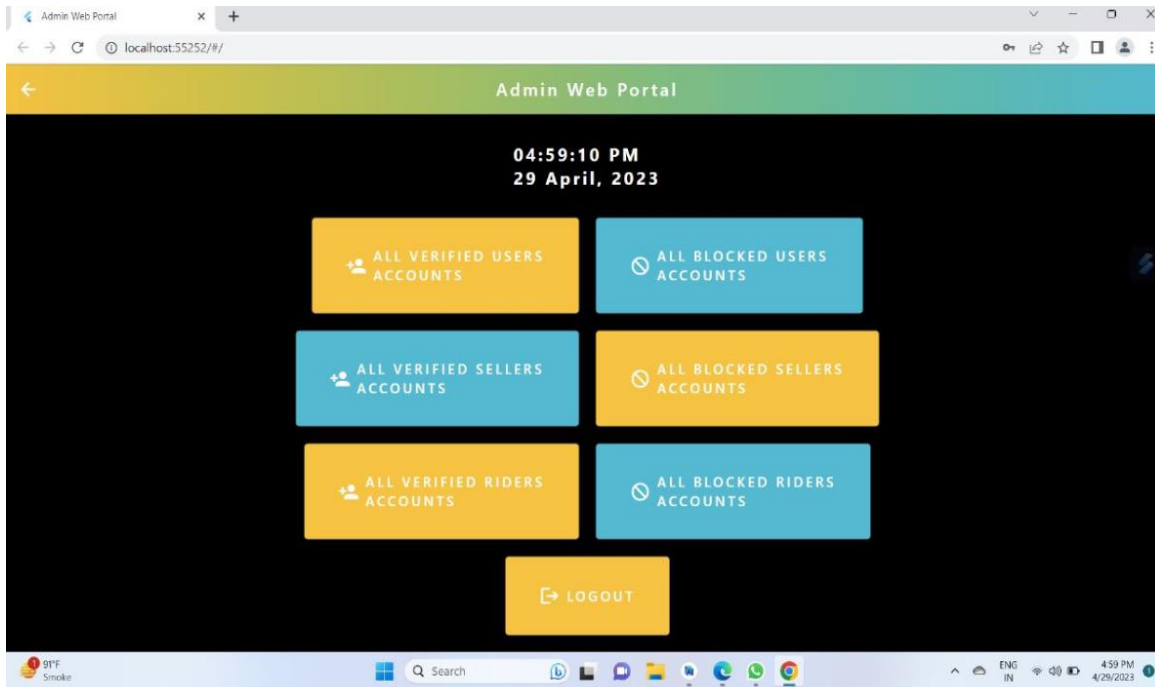 Admin Web Portal
localhost:55252/#/
Admin Web Portal
04:59:10 PM
29 April, 2023
ALL VERIFIED USERS
ACCOUNTS
ALL BLOCKED USERS
ACCOUNTS
ALL VERIFIED SELLERS
ACCOUNTS
ALL BLOCKED SELLERS
ACCOUNTS
ALL VERIFIED RIDERS
ACCOUNTS
ALL BLOCKED RIDERS
ACCOUNTS
LOGOUT
1
91°F
Smoke
Search
ENG
IN
4:59 PM
4/29/2023
1